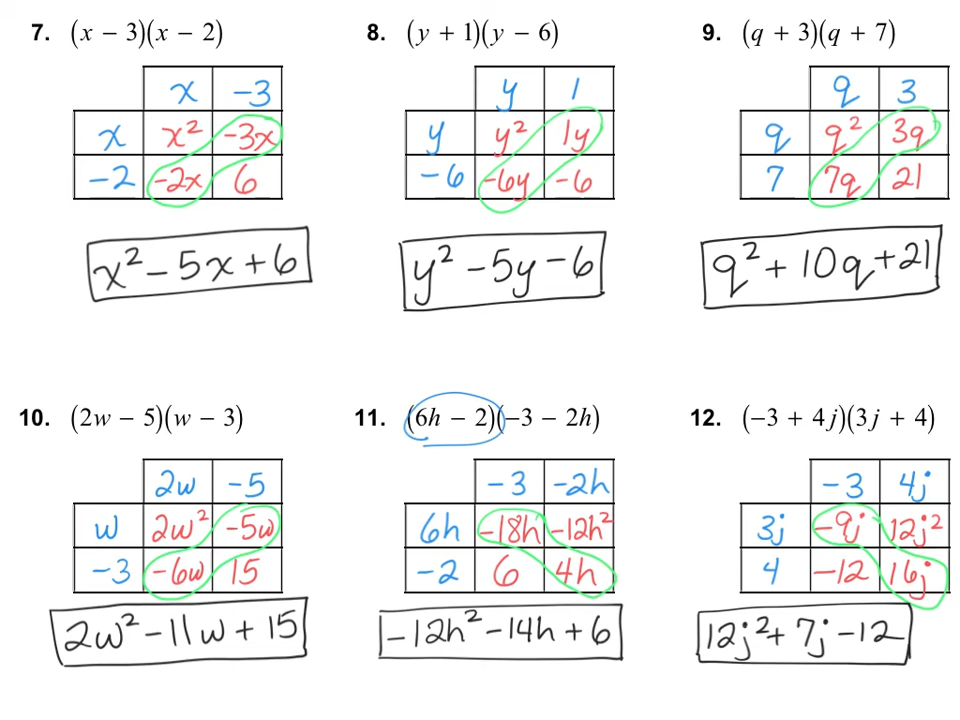 7. (x − 3)(x − 2)
8. (y + 1)(y − 6)
9. (q + 3)(q + 7)
x −3
y 1
q 3
x x² −3x
y y² 1y
q q² 3q
−2 −2x 6
−6 −6y −6
7 7q 21
x² − 5x + 6
y² − 5y − 6
q² + 10q + 21
10. (2w − 5)(w − 3)
11. (6h − 2)(−3 − 2h)
12. (−3 + 4j)(3j + 4)
2w −5
−3 −2h
−3 4j
w 2w² −5w
6h −18h −12h²
3j −9j 12j²
−3 −6w 15
−2 6 4h
4 −12 16j
2w² − 11w + 15
−12h² − 14h + 6
12j² + 7j − 12